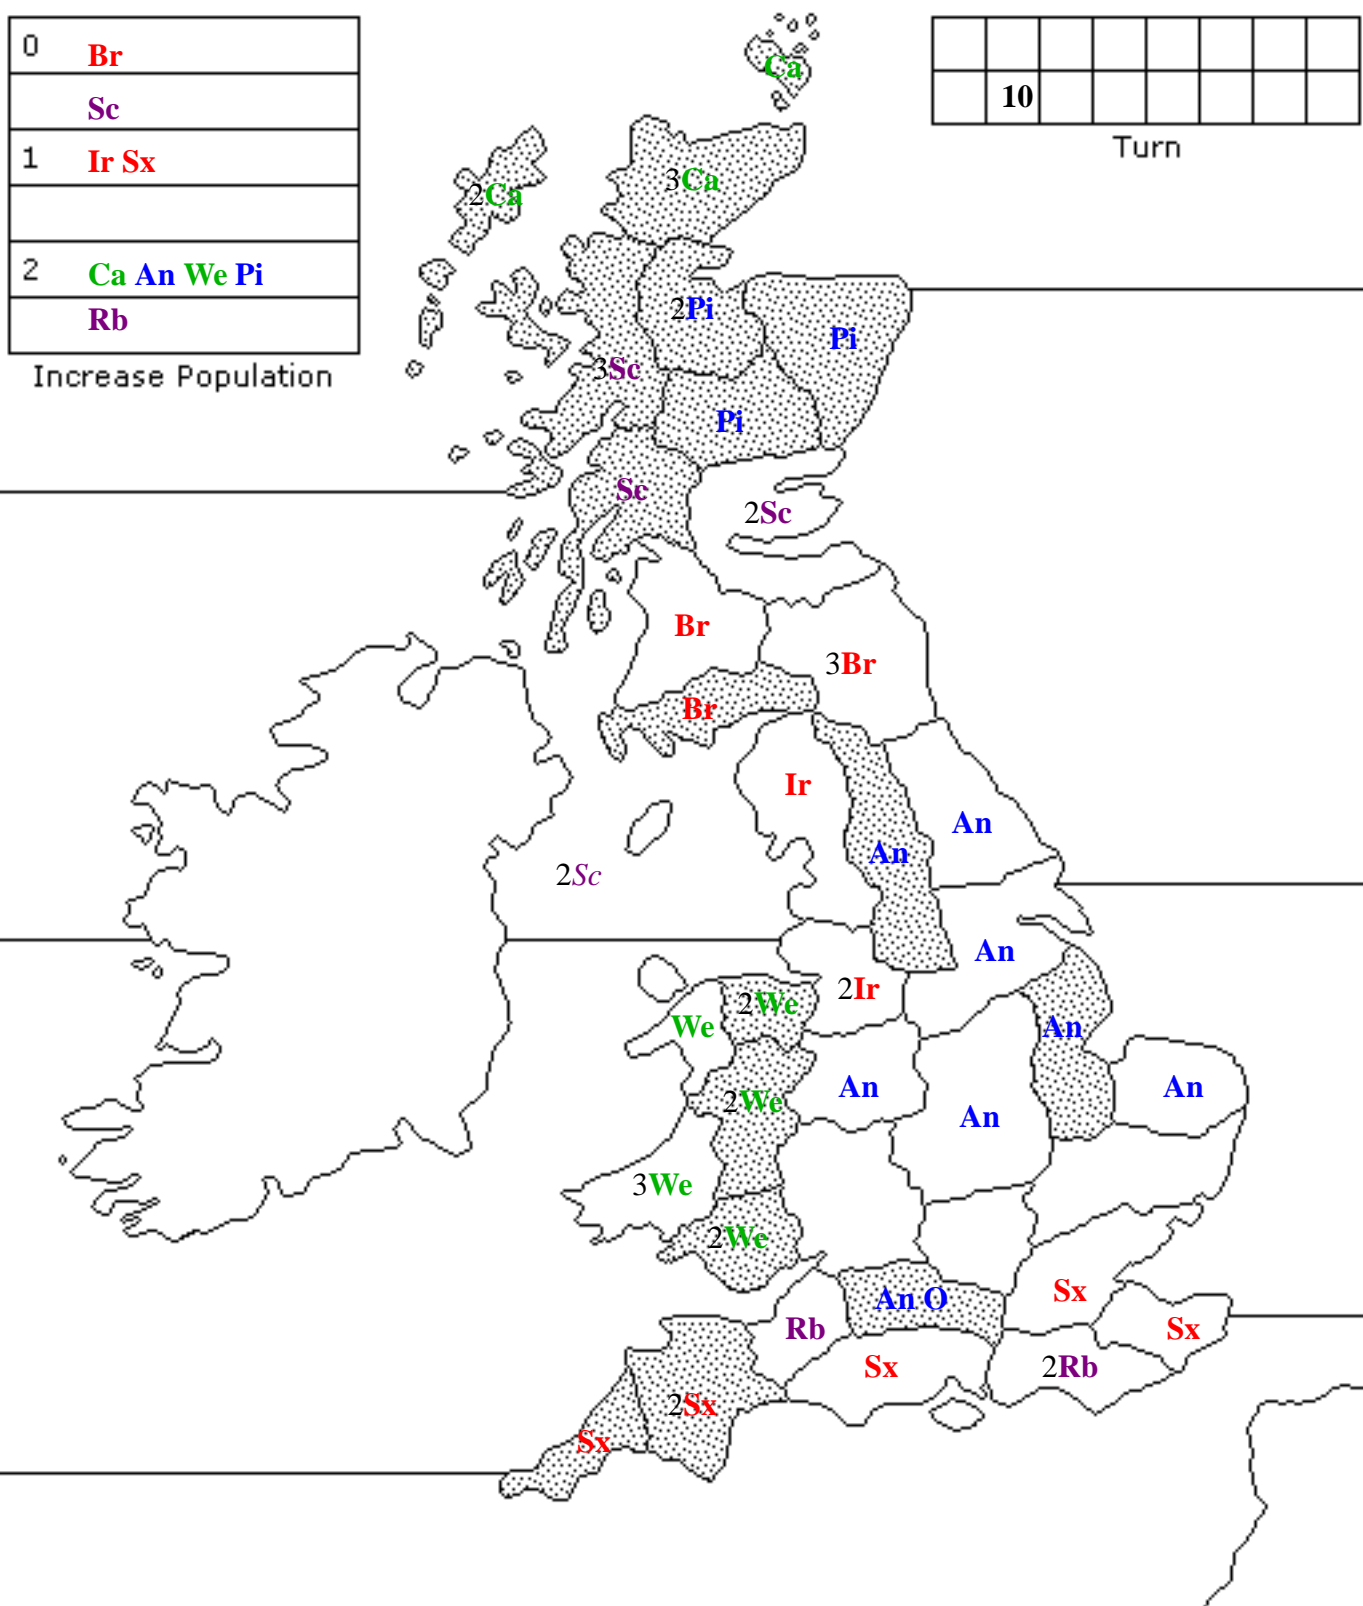 0 Br
Sc
1 Ir Sx
2 Ca An We Pi
Rb
Increase Population
10
Turn
Ca
3Ca
2Ca
2Pi
Pi
3Sc
Pi
Sc
2Sc
Br
3Br
Br
Ir
An
An
2Sc
An
2Ir
2We
We
An
An
An
2We
An
3We
2We
Sx
An O
Rb
Sx
Sx
2Rb
2Sx
Sx
An